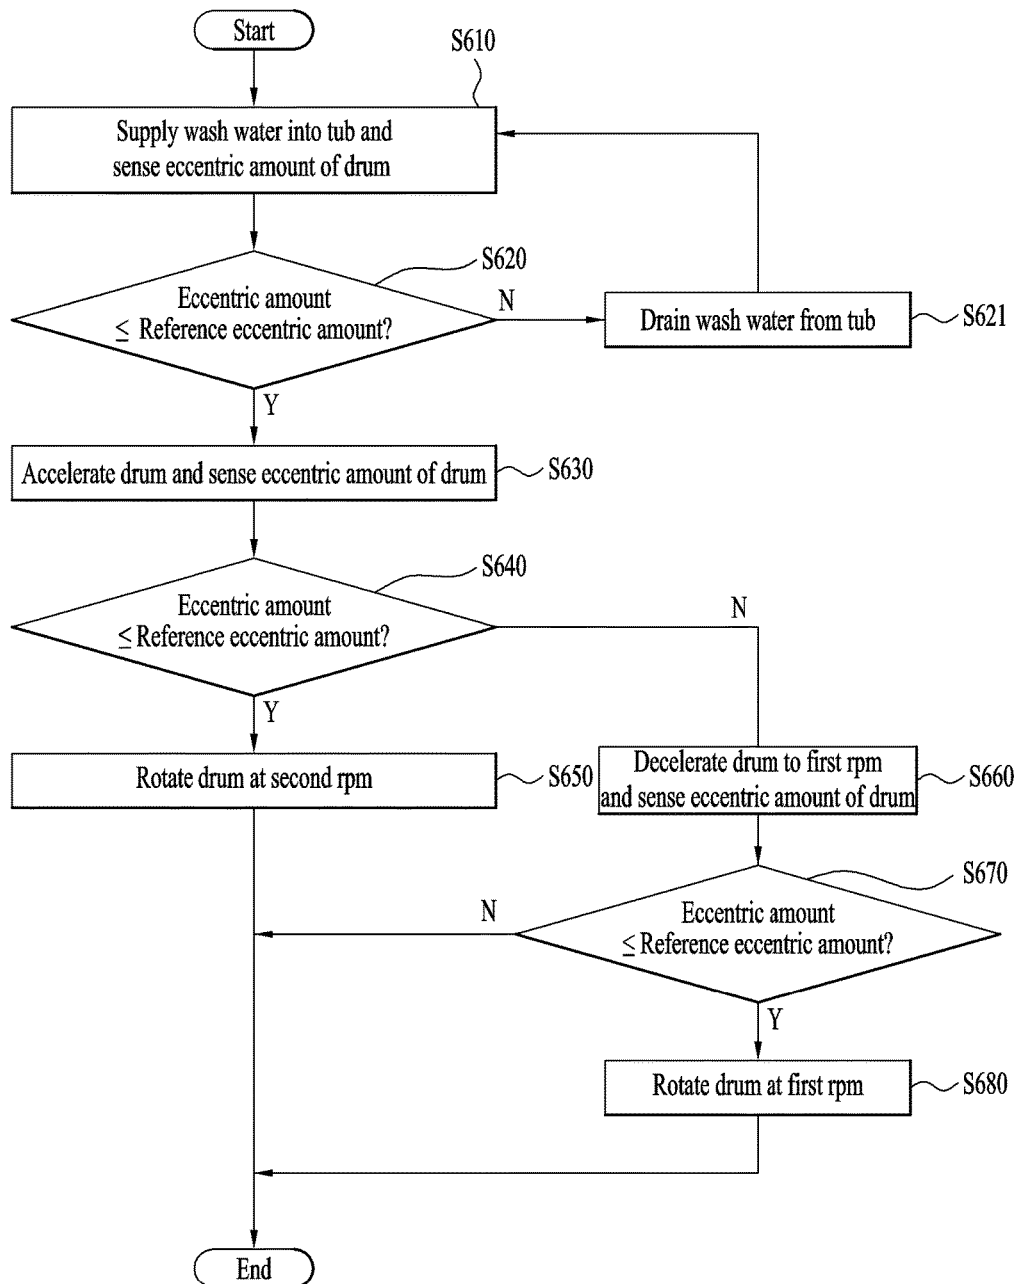 Start
S610
Supply wash water into tub and
sense eccentric amount of drum
S620
Eccentric amount
≤ Reference eccentric amount?
N
Drain wash water from tub
S621
Y
Accelerate drum and sense eccentric amount of drum
S630
S640
Eccentric amount
≤ Reference eccentric amount?
N
Y
Rotate drum at second rpm
S650
Decelerate drum to first rpm
and sense eccentric amount of drum
S660
S670
Eccentric amount
≤ Reference eccentric amount?
N
Y
Rotate drum at first rpm
S680
End